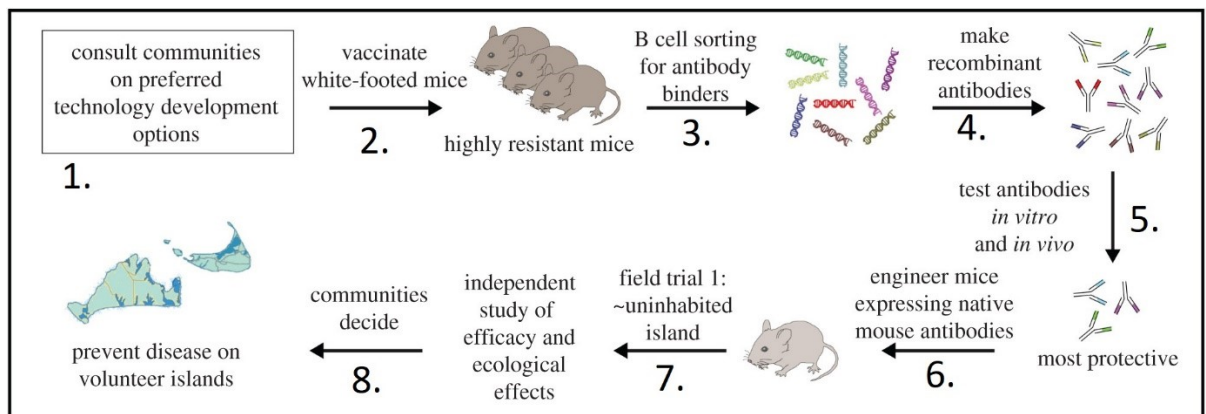 consult communities
on preferred
technology development
options
1.
vaccinate
white-footed mice
2.
highly resistant mice
B cell sorting
for antibody
binders
3.
make
recombinant
antibodies
4.
test antibodies
in vitro
and in vivo
5.
most protective
engineer mice
expressing native
mouse antibodies
6.
field trial 1:
~uninhabited
island
7.
independent
study of
efficacy and
ecological
effects
communities
decide
8.
prevent disease on
volunteer islands